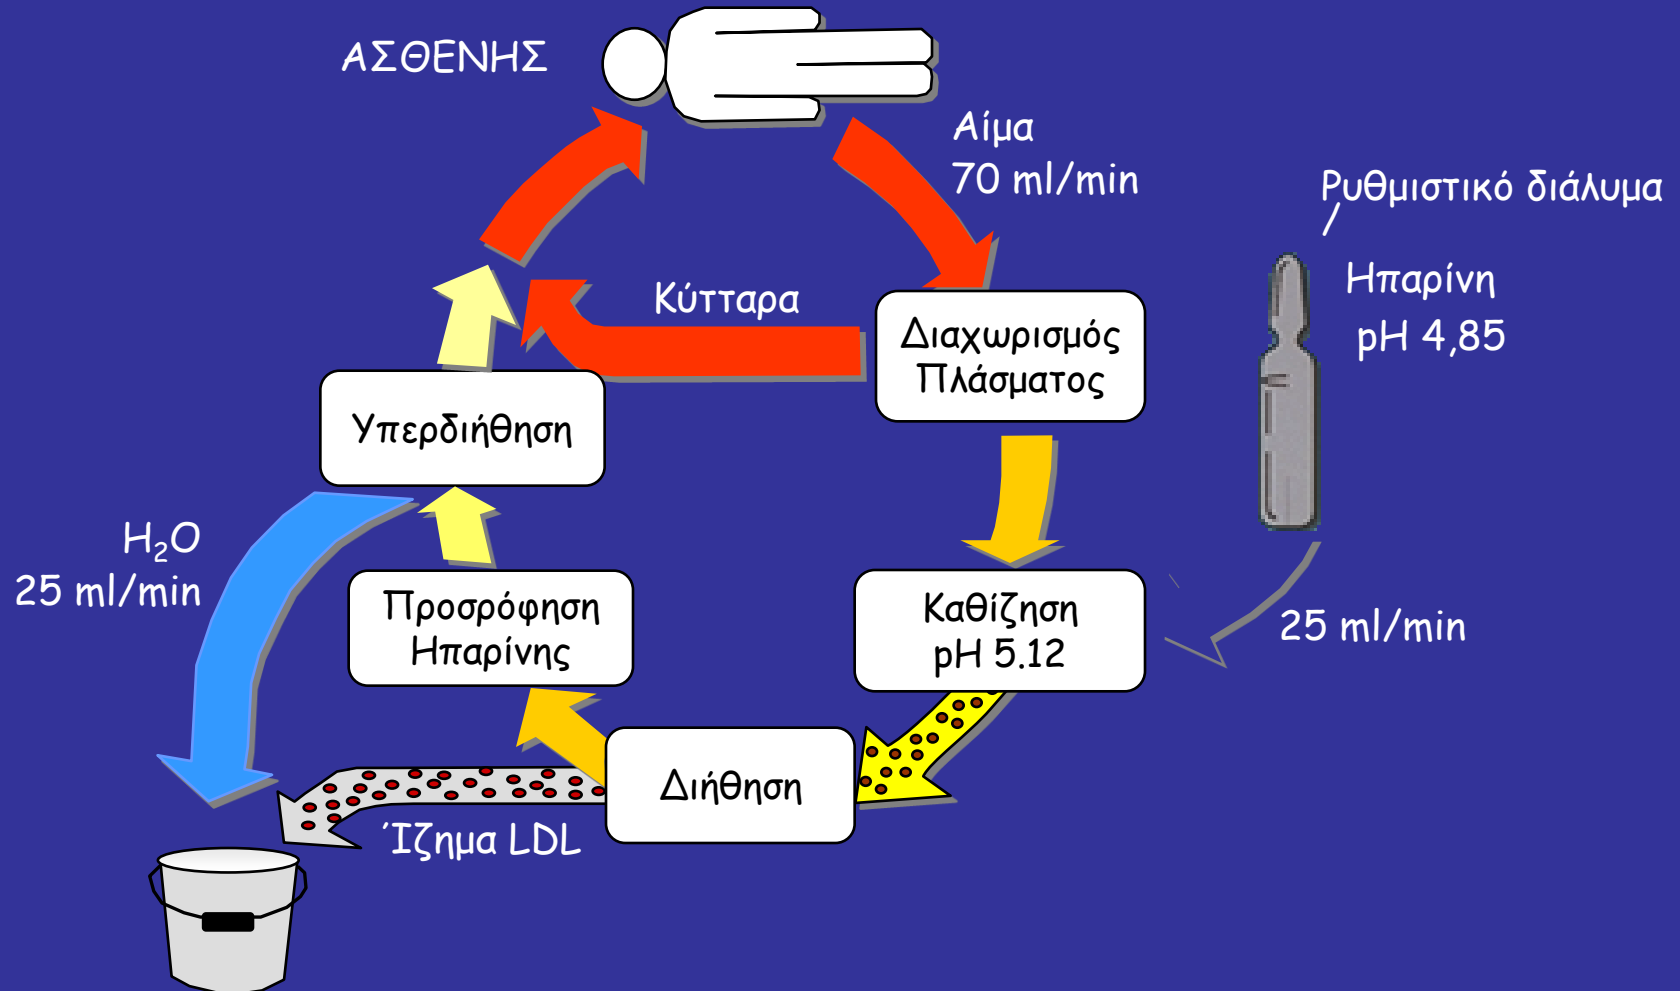 ΑΣΘΕΝΗΣ
Αίμα
70 ml/min
Ρυθμιστικό διάλυμα
Ηπαρίνη
pH 4,85
Κύτταρα
Διαχωρισμός
Πλάσματος
Υπερδιήθηση
H₂O
25 ml/min
Προσρόφηση
Ηπαρίνης
Καθίζηση
pH 5.12
25 ml/min
Διήθηση
Ίζημα LDL